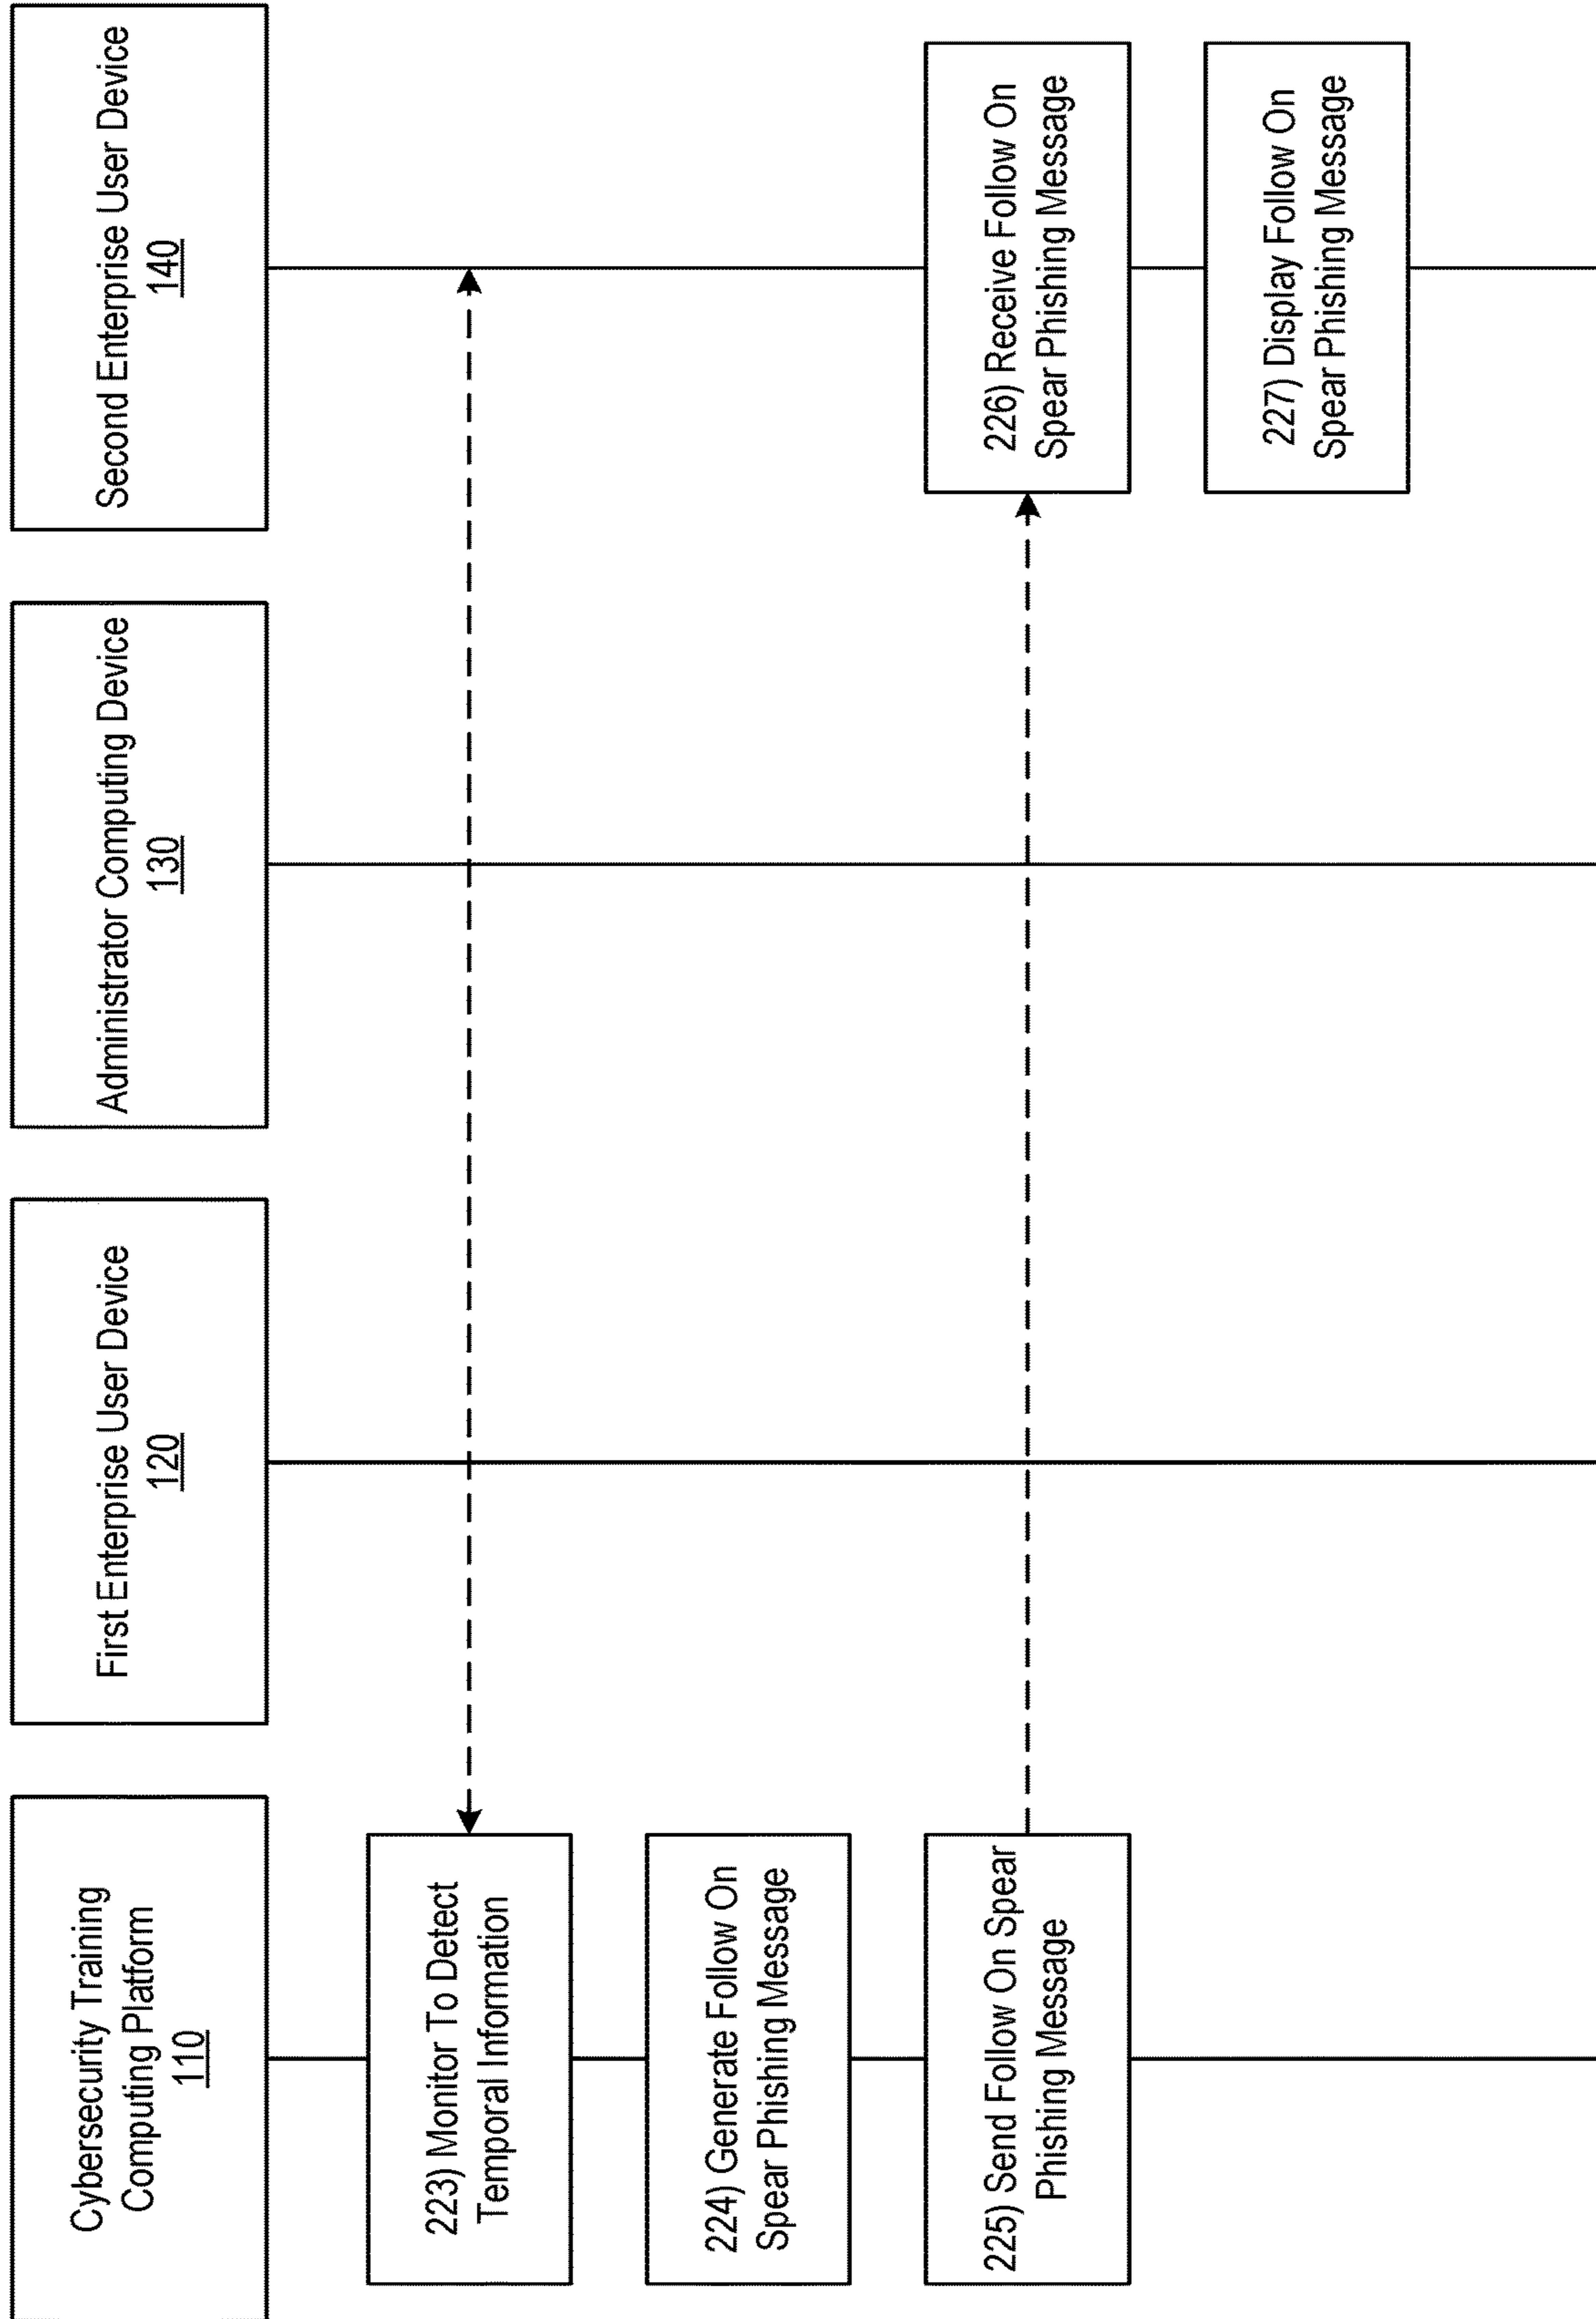 Cybersecurity Training
Computing Platform
110
First Enterprise User Device
120
Administrator Computing Device
130
Second Enterprise User Device
140
223) Monitor To Detect
Temporal Information
224) Generate Follow On
Spear Phishing Message
225) Send Follow On Spear
Phishing Message
226) Receive Follow On
Spear Phishing Message
227) Display Follow On
Spear Phishing Message